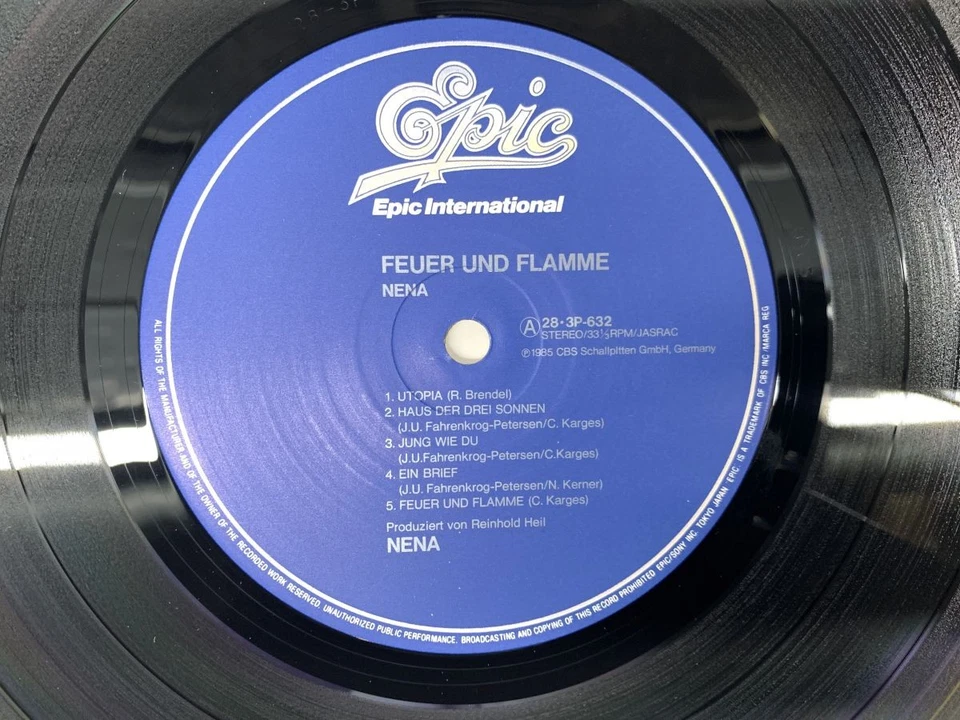 Epic
Epic International
FEUER UND FLAMME
NENA
Ⓐ 28・3P-632
STEREO/33⅓RPM/JASRAC
℗1985 CBS Schallpltten GmbH, Germany
1. UTOPIA (R. Brendel)
2. HAUS DER DREI SONNEN
(J.U. Fahrenkrog-Petersen/C. Karges)
3. JUNG WIE DU
(J.U.Fahrenkrog-Petersen/C.Karges)
4. EIN BRIEF
(J.U. Fahrenkrog-Petersen/N. Kerner)
5. FEUER UND FLAMME (C. Karges)
Produziert von Reinhold Heil
NENA
ALL RIGHTS OF THE MANUFACTURER AND OF THE OWNER OF THE RECORDED WORK RESERVED. UNAUTHORIZED PUBLIC PERFORMANCE, BROADCASTING AND COPYING OF THIS RECORD PROHIBITED EPIC/SONY INC. TOKYO JAPAN "EPIC" IS A TRADEMARK OF CBS INC./MARCA REG